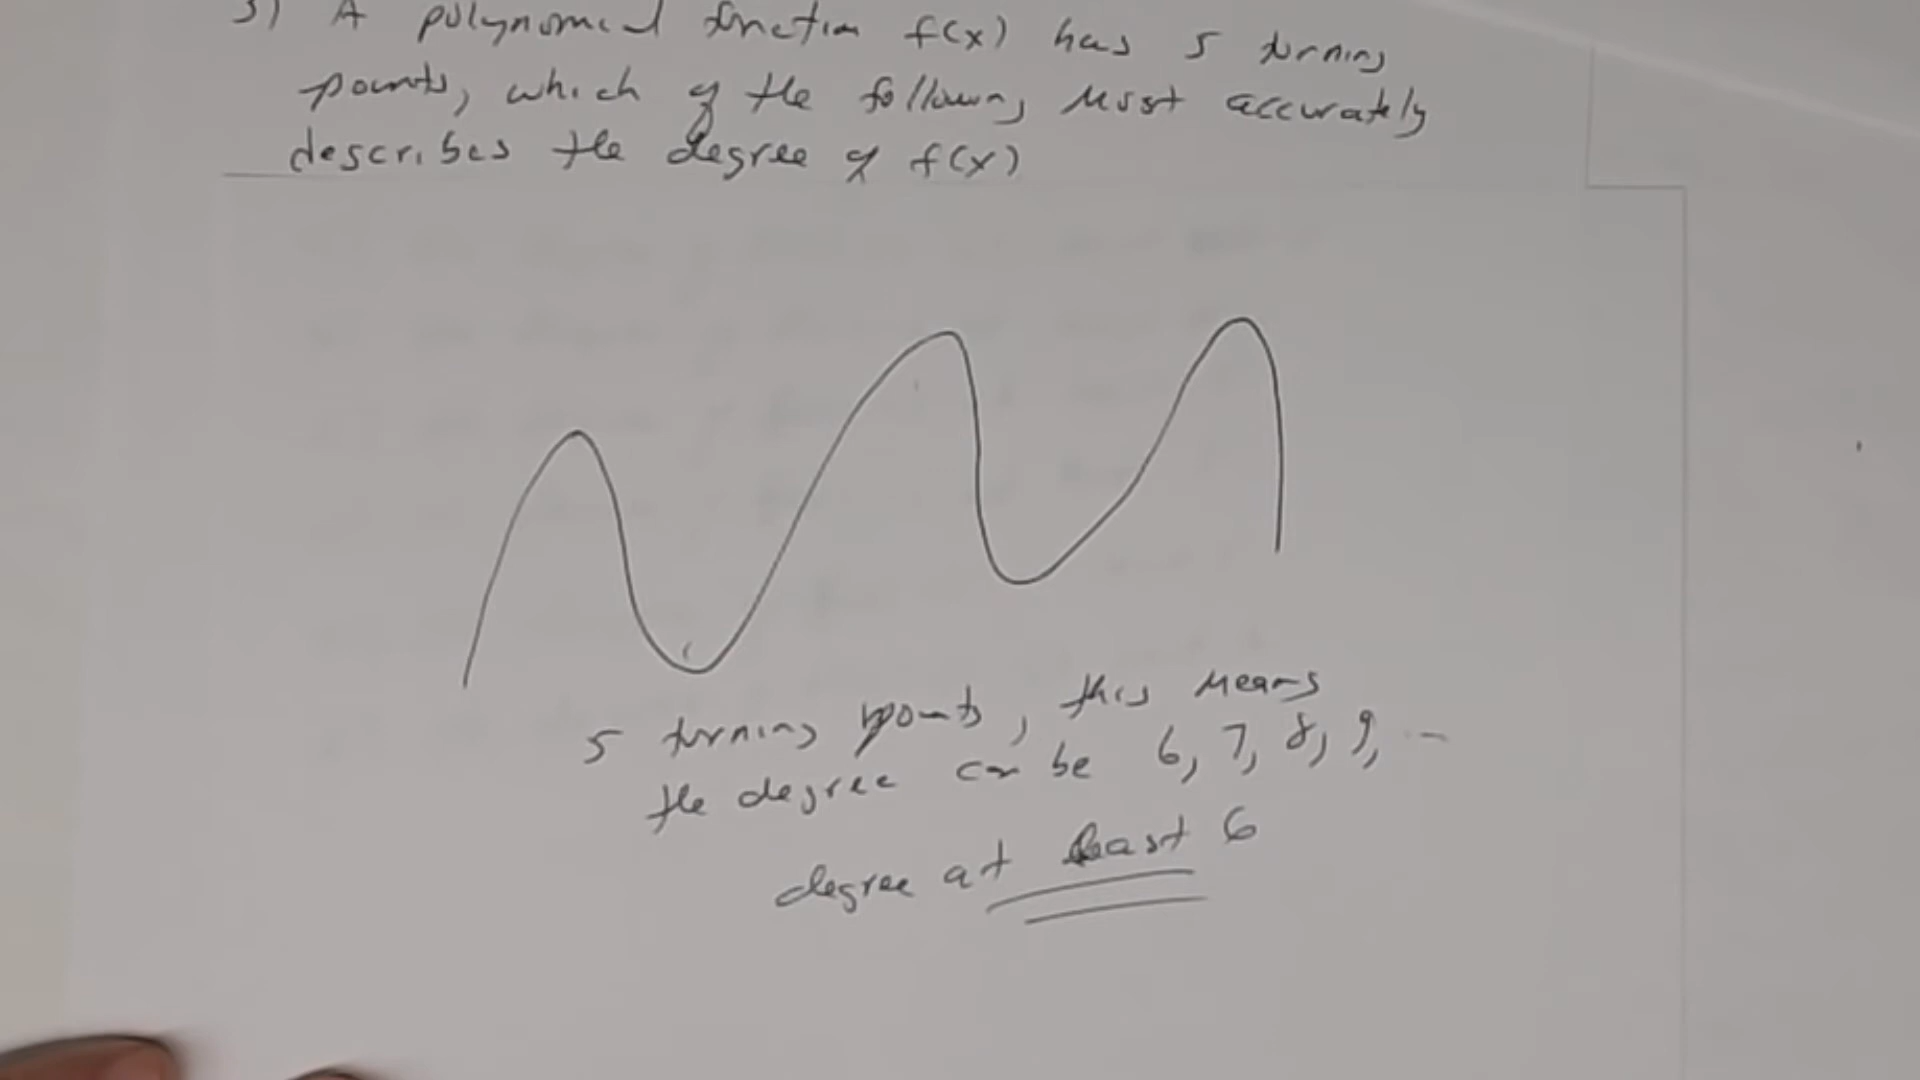 3) A polynomial function f(x) has 5 turning
points, which of the following most accurately
describes the degree of f(x)
5 turning points, this means
the degree can be 6, 7, 8, 9, ...
degree at least 6